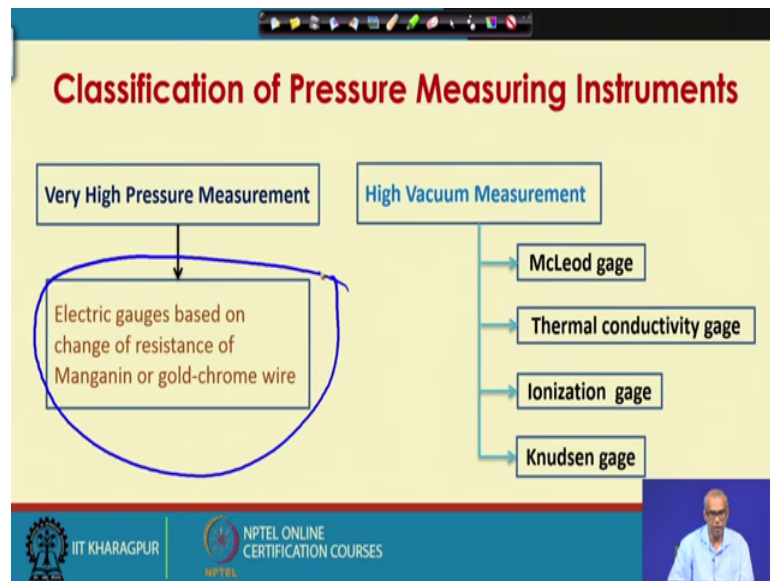 Classification of Pressure Measuring Instruments
Very High Pressure Measurement
Electric gauges based on
change of resistance of
Manganin or gold-chrome wire
High Vacuum Measurement
McLeod gage
Thermal conductivity gage
Ionization gage
Knudsen gage
IIT KHARAGPUR
NPTEL
NPTEL ONLINE
CERTIFICATION COURSES